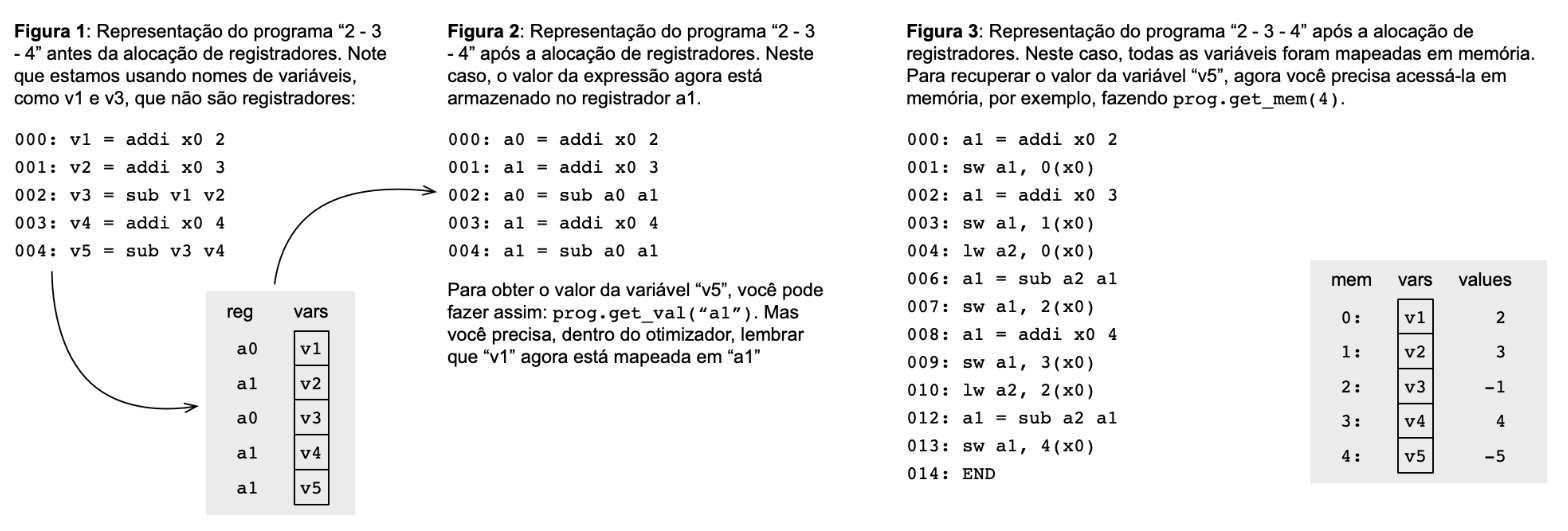 Figura 1: Representação do programa “2 - 3
- 4” antes da alocação de registradores. Note
que estamos usando nomes de variáveis,
como v1 e v3, que não são registradores:
000: v1 = addi x0 2
001: v2 = addi x0 3
002: v3 = sub v1 v2
003: v4 = addi x0 4
004: v5 = sub v3 v4
reg vars
a0 v1
a1 v2
a0 v3
a1 v4
a1 v5
Figura 2: Representação do programa “2 - 3
- 4” após a alocação de registradores. Neste
caso, o valor da expressão agora está
armazenado no registrador a1.
000: a0 = addi x0 2
001: a1 = addi x0 3
002: a0 = sub a0 a1
003: a1 = addi x0 4
004: a1 = sub a0 a1
Para obter o valor da variável “v5”, você pode
fazer assim: prog.get_val(“a1”). Mas
você precisa, dentro do otimizador, lembrar
que “v1” agora está mapeada em “a1”
Figura 3: Representação do programa “2 - 3 - 4” após a alocação de
registradores. Neste caso, todas as variáveis foram mapeadas em memória.
Para recuperar o valor da variável “v5”, agora você precisa acessá-la em
memória, por exemplo, fazendo prog.get_mem(4).
000: a1 = addi x0 2
001: sw a1, 0(x0)
002: a1 = addi x0 3
003: sw a1, 1(x0)
004: lw a2, 0(x0)
006: a1 = sub a2 a1
007: sw a1, 2(x0)
008: a1 = addi x0 4
009: sw a1, 3(x0)
010: lw a2, 2(x0)
012: a1 = sub a2 a1
013: sw a1, 4(x0)
014: END
mem vars values
0: v1 2
1: v2 3
2: v3 -1
3: v4 4
4: v5 -5